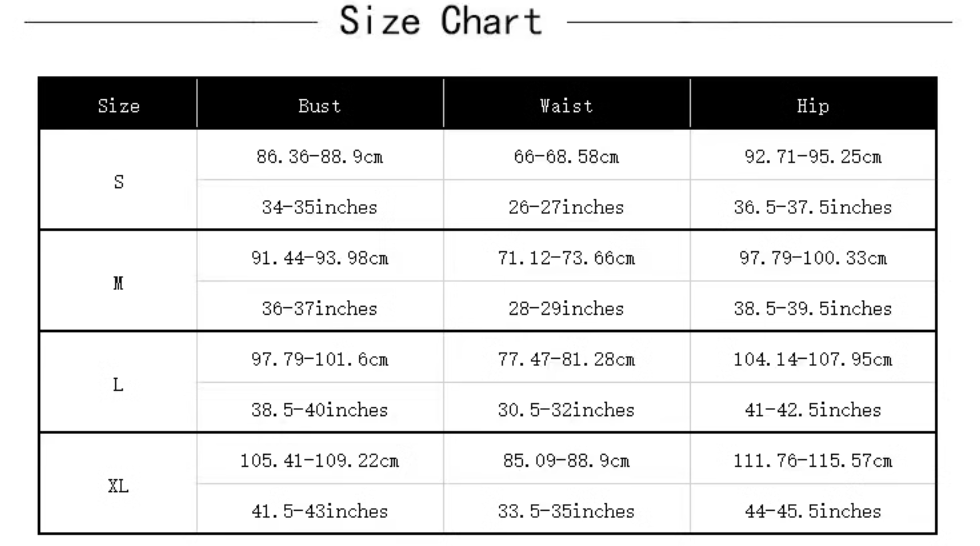 Size Chart
Size Bust Waist Hip
S
86.36-88.9cm 66-68.58cm 92.71-95.25cm
34-35inches 26-27inches 36.5-37.5inches
M
91.44-93.98cm 71.12-73.66cm 97.79-100.33cm
36-37inches 28-29inches 38.5-39.5inches
L
97.79-101.6cm 77.47-81.28cm 104.14-107.95cm
38.5-40inches 30.5-32inches 41-42.5inches
XL
105.41-109.22cm 85.09-88.9cm 111.76-115.57cm
41.5-43inches 33.5-35inches 44-45.5inches